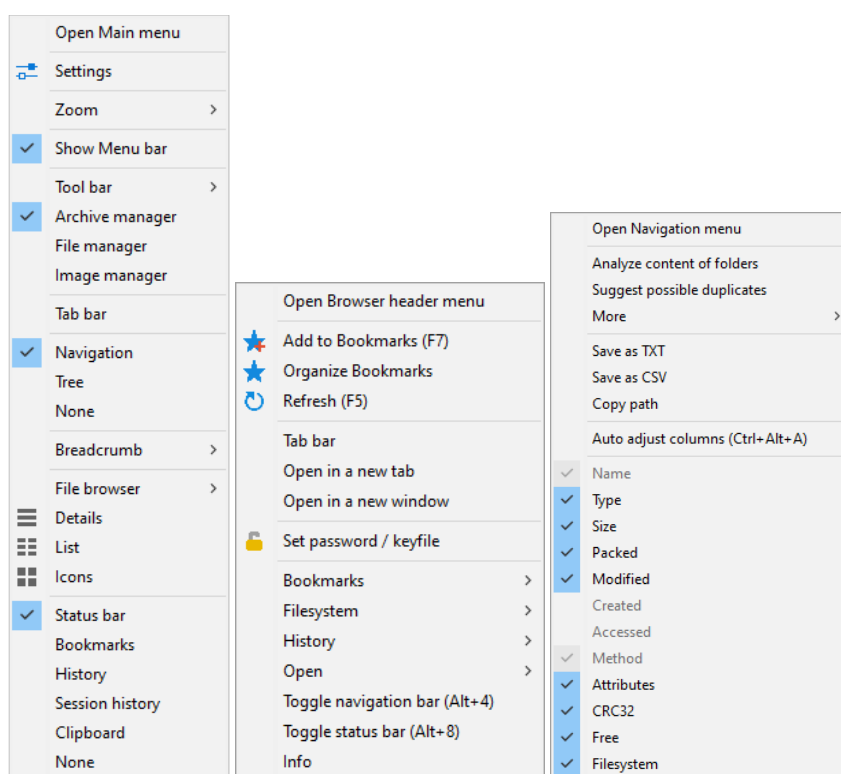 Open Main menu
Settings
Zoom
Show Menu bar
Tool bar
Archive manager
File manager
Image manager
Tab bar
Navigation
Tree
None
Breadcrumb
File browser
Details
List
Icons
Status bar
Bookmarks
History
Session history
Clipboard
None
Open Browser header menu
Add to Bookmarks (F7)
Organize Bookmarks
Refresh (F5)
Tab bar
Open in a new tab
Open in a new window
Set password / keyfile
Bookmarks
Filesystem
History
Open
Toggle navigation bar (Alt+4)
Toggle status bar (Alt+8)
Info
Open Navigation menu
Analyze content of folders
Suggest possible duplicates
More
Save as TXT
Save as CSV
Copy path
Auto adjust columns (Ctrl+Alt+A)
Name
Type
Size
Packed
Modified
Created
Accessed
Method
Attributes
CRC32
Free
Filesystem